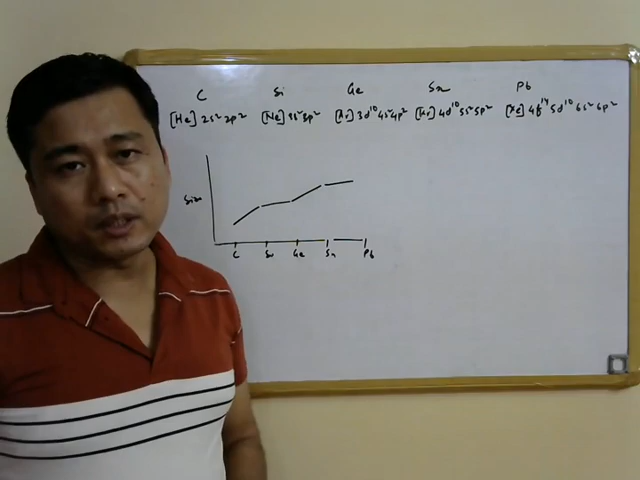 C Si Ge Sn Pb
[He] 2s² 2p² [Ne] 3s² 3p² [Ar] 3d¹⁰ 4s² 4p² [Kr] 4d¹⁰ 5s² 5p² [Xe] 4f¹⁴ 5d¹⁰ 6s² 6p²
Size
C Si Ge Sn Pb